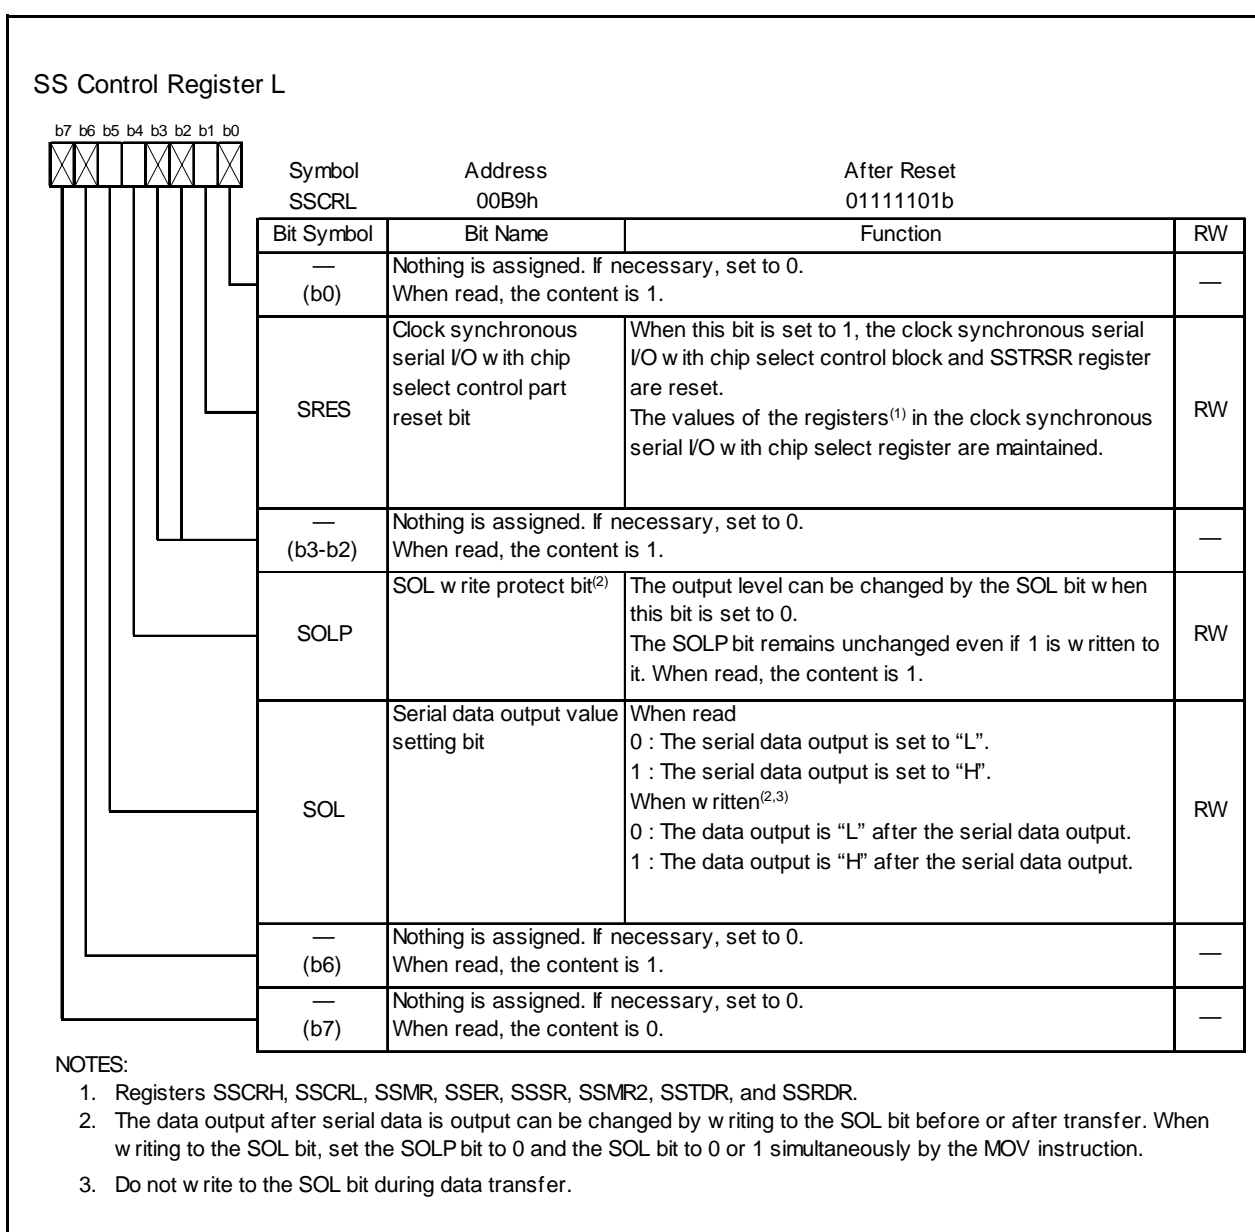 SS Control Register L
b7 b6 b5 b4 b3 b2 b1 b0
Symbol Address After Reset
SSCRL 00B9h 01111101b
Bit Symbol Bit Name Function RW
—
(b0)
Nothing is assigned. If necessary, set to 0.
When read, the content is 1.
—
SRES
Clock synchronous
serial I/O with chip
select control part
reset bit
When this bit is set to 1, the clock synchronous serial
I/O with chip select control block and SSTRSR register
are reset.
The values of the registers(1) in the clock synchronous
serial I/O with chip select register are maintained.
RW
—
(b3-b2)
Nothing is assigned. If necessary, set to 0.
When read, the content is 1.
—
SOLP
SOL write protect bit(2)
The output level can be changed by the SOL bit when
this bit is set to 0.
The SOLP bit remains unchanged even if 1 is written to
it. When read, the content is 1.
RW
SOL
Serial data output value
setting bit
When read
0 : The serial data output is set to “L”.
1 : The serial data output is set to “H”.
When written(2,3)
0 : The data output is “L” after the serial data output.
1 : The data output is “H” after the serial data output.
RW
—
(b6)
Nothing is assigned. If necessary, set to 0.
When read, the content is 1.
—
—
(b7)
Nothing is assigned. If necessary, set to 0.
When read, the content is 0.
—
NOTES:
1. Registers SSCRH, SSCRL, SSMR, SSER, SSSR, SSMR2, SSTDR, and SSRDR.
2. The data output after serial data is output can be changed by writing to the SOL bit before or after transfer. When
writing to the SOL bit, set the SOLP bit to 0 and the SOL bit to 0 or 1 simultaneously by the MOV instruction.
3. Do not write to the SOL bit during data transfer.